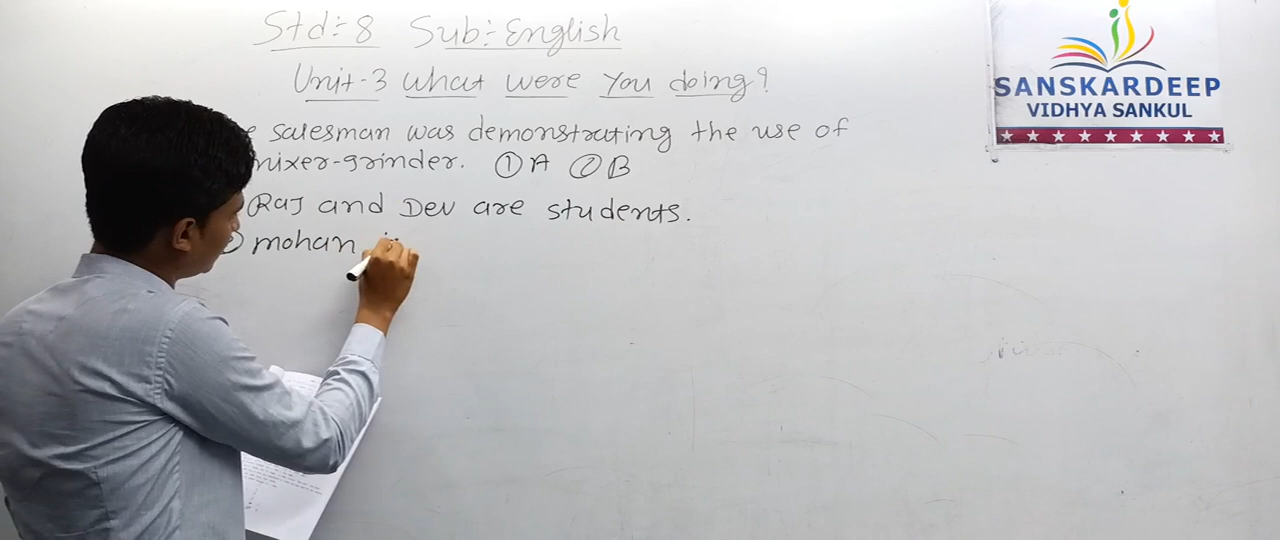 Std:- 8 Sub:- English
Unit-3 What were You doing?
salesman was demonstrating the use of
mixer-grinder. ① A ② B
Raj and Dev are students.
mohan
SANSKARDEEP
VIDHYA SANKUL